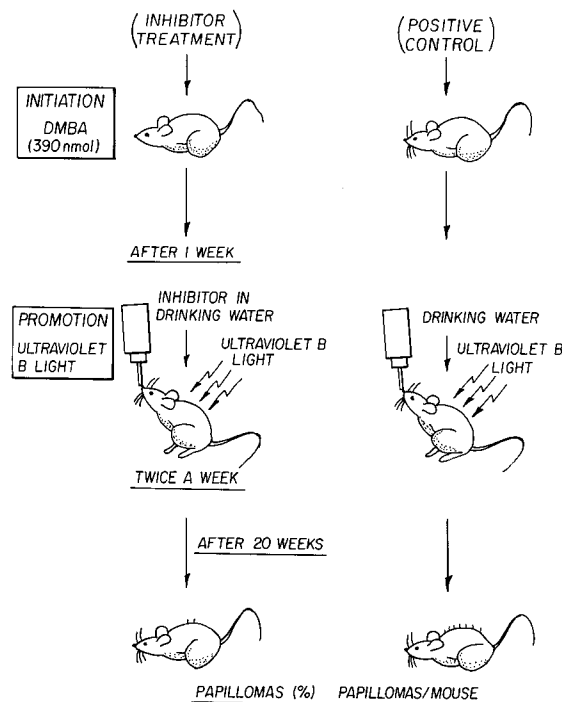 (INHIBITOR
TREATMENT)
(POSITIVE
CONTROL)
INITIATION
DMBA
(390 nmol)
AFTER 1 WEEK
PROMOTION
ULTRAVIOLET
B LIGHT
INHIBITOR IN
DRINKING WATER
ULTRAVIOLET B
LIGHT
DRINKING WATER
ULTRAVIOLET B
LIGHT
TWICE A WEEK
AFTER 20 WEEKS
PAPILLOMAS (%) PAPILLOMAS/MOUSE